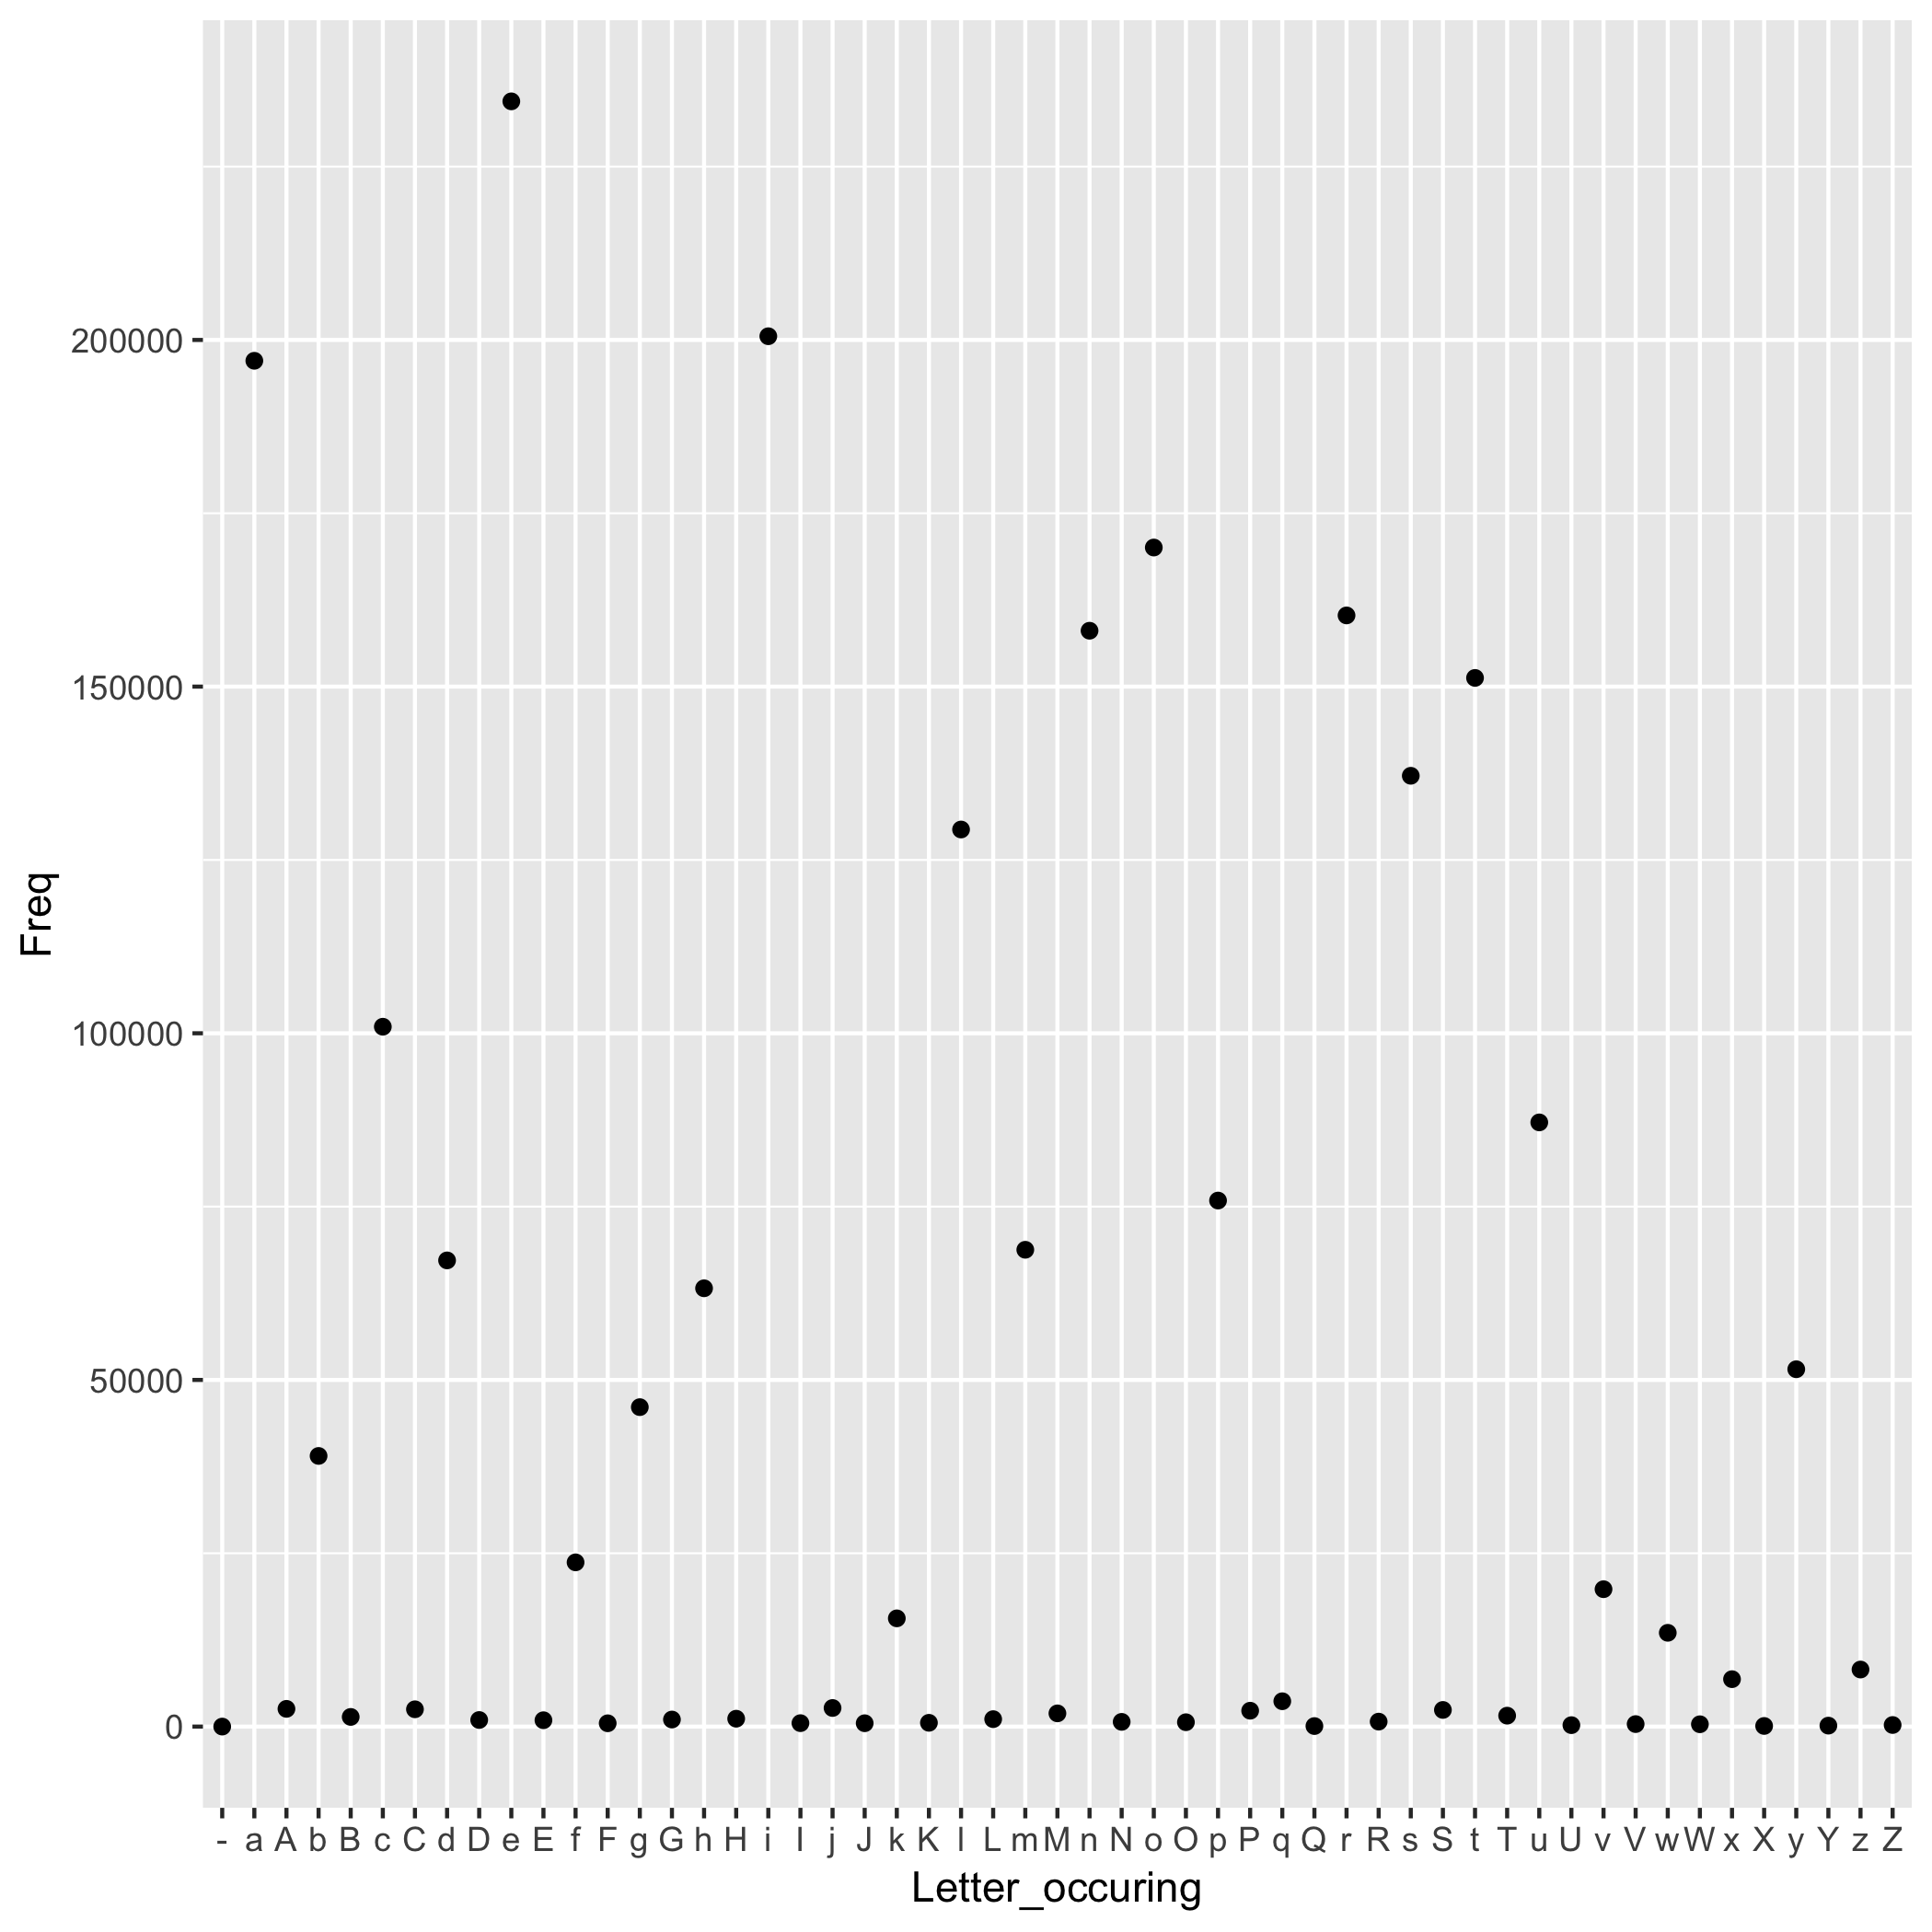 Freq
200000
150000
100000
50000
0
- a A b B c C d D e E f F g G h H i I j J k K l L m M n N o O p P q Q r R s S t T u U v V w W x X y Y z Z
Letter_occuring